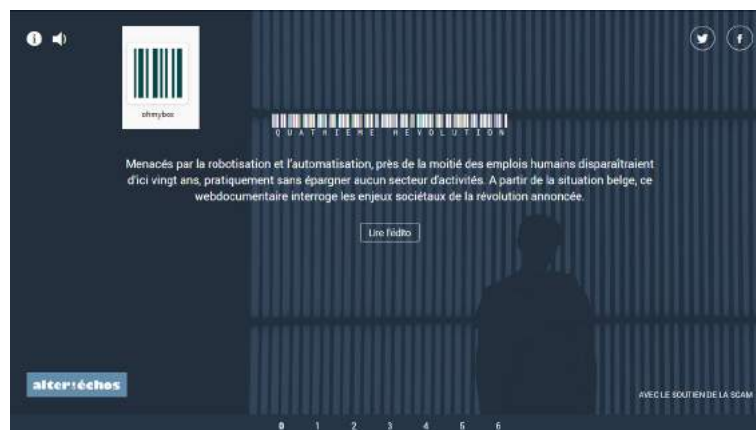 ohmybox
QUATRIEME REVOLUTION
Menacés par la robotisation et l'automatisation, près de la moitié des emplois humains disparaîtraient
d'ici vingt ans, pratiquement sans épargner aucun secteur d'activités. A partir de la situation belge, ce
webdocumentaire interroge les enjeux sociétaux de la révolution annoncée.
Lire l'édito
alter échos
AVEC LE SOUTIEN DE LA SCAM
0 1 2 3 4 5 6